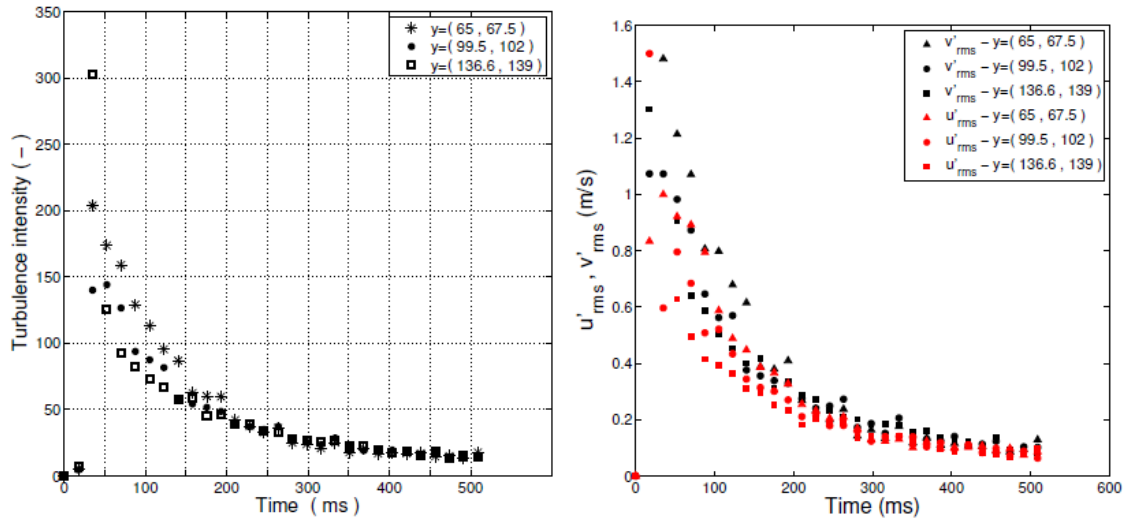 350
300
250
200
150
100
50
0
Turbulence intensity ( − )
y=( 65 , 67.5 )
y=( 99.5 , 102 )
y=( 136.6 , 139 )
0 100 200 300 400 500
Time ( ms )
1.6
1.4
1.2
1
0.8
0.6
0.4
0.2
0
u'rms , v'rms (m/s)
v'rms − y=( 65 , 67.5 )
v'rms − y=( 99.5 , 102 )
v'rms − y=( 136.6 , 139 )
u'rms − y=( 65 , 67.5 )
u'rms − y=( 99.5 , 102 )
u'rms − y=( 136.6 , 139 )
0 100 200 300 400 500 600
Time (ms)